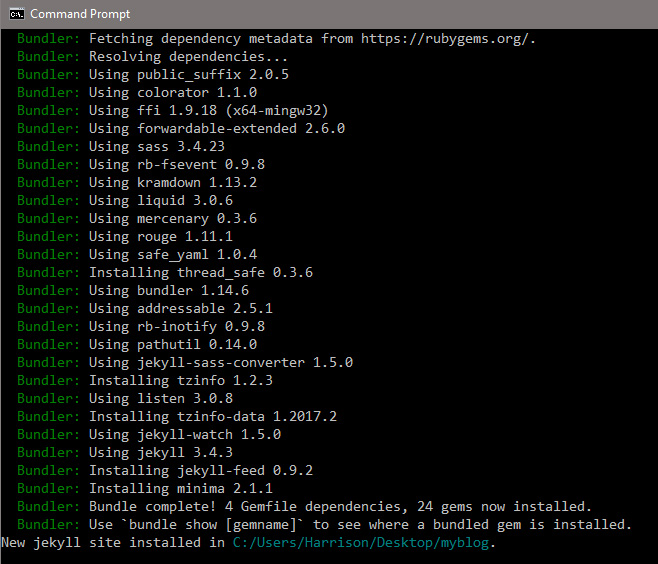 Command Prompt
Bundler: Fetching dependency metadata from https://rubygems.org/.
Bundler: Resolving dependencies...
Bundler: Using public_suffix 2.0.5
Bundler: Using colorator 1.1.0
Bundler: Using ffi 1.9.18 (x64-mingw32)
Bundler: Using forwardable-extended 2.6.0
Bundler: Using sass 3.4.23
Bundler: Using rb-fsevent 0.9.8
Bundler: Using kramdown 1.13.2
Bundler: Using liquid 3.0.6
Bundler: Using mercenary 0.3.6
Bundler: Using rouge 1.11.1
Bundler: Using safe_yaml 1.0.4
Bundler: Installing thread_safe 0.3.6
Bundler: Using bundler 1.14.6
Bundler: Using addressable 2.5.1
Bundler: Using rb-inotify 0.9.8
Bundler: Using pathutil 0.14.0
Bundler: Using jekyll-sass-converter 1.5.0
Bundler: Installing tzinfo 1.2.3
Bundler: Using listen 3.0.8
Bundler: Installing tzinfo-data 1.2017.2
Bundler: Using jekyll-watch 1.5.0
Bundler: Using jekyll 3.4.3
Bundler: Installing jekyll-feed 0.9.2
Bundler: Installing minima 2.1.1
Bundler: Bundle complete! 4 Gemfile dependencies, 24 gems now installed.
Bundler: Use `bundle show [gemname]` to see where a bundled gem is installed.
New jekyll site installed in C:/Users/Harrison/Desktop/myblog.